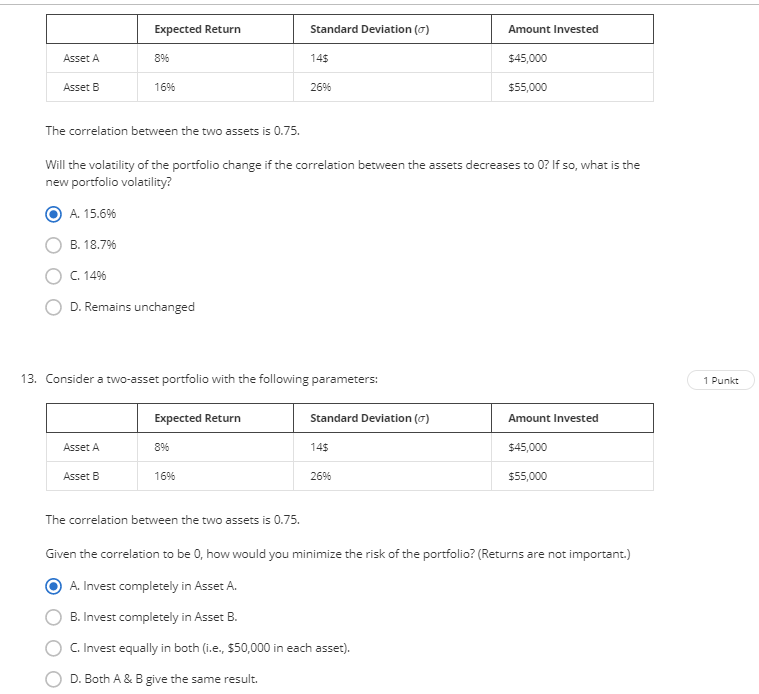 Expected Return Standard Deviation (σ) Amount Invested
Asset A 8% 14$ $45,000
Asset B 16% 26% $55,000
The correlation between the two assets is 0.75.
Will the volatility of the portfolio change if the correlation between the assets decreases to 0? If so, what is the
new portfolio volatility?
A. 15.6%
B. 18.7%
C. 14%
D. Remains unchanged
13. Consider a two-asset portfolio with the following parameters: 1 Punkt
Expected Return Standard Deviation (σ) Amount Invested
Asset A 8% 14$ $45,000
Asset B 16% 26% $55,000
The correlation between the two assets is 0.75.
Given the correlation to be 0, how would you minimize the risk of the portfolio? (Returns are not important.)
A. Invest completely in Asset A.
B. Invest completely in Asset B.
C. Invest equally in both (i.e., $50,000 in each asset).
D. Both A & B give the same result.